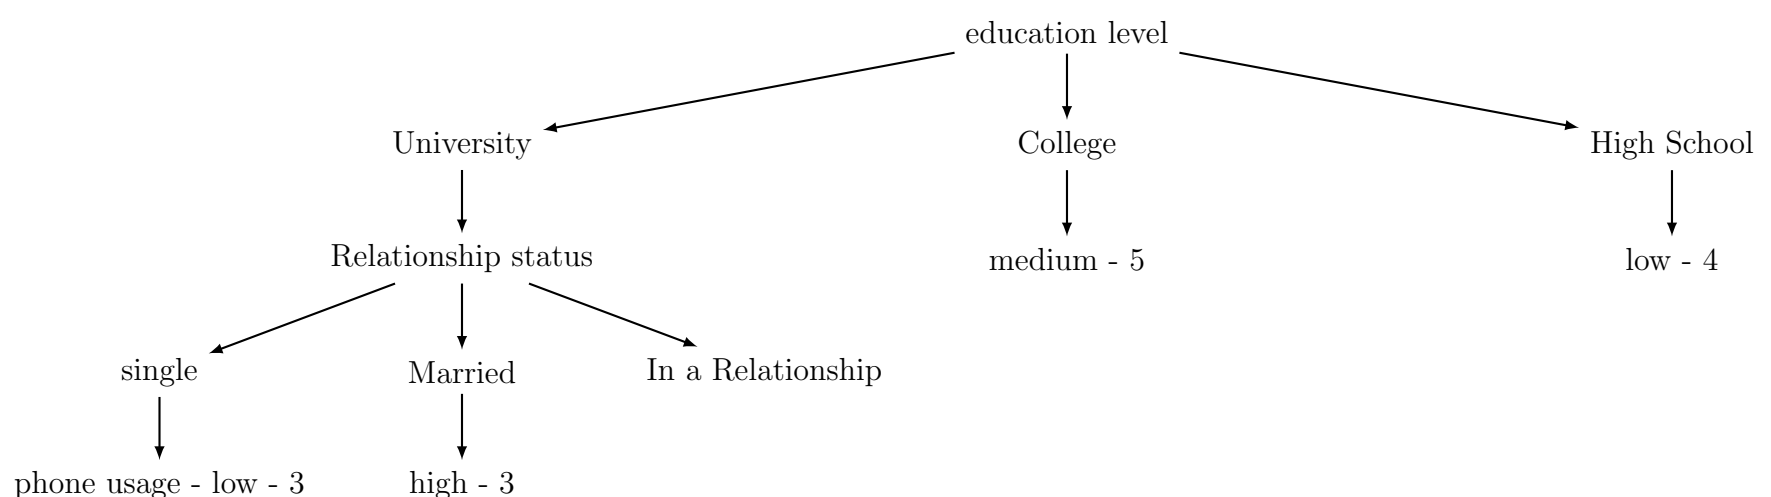 education level
University
College
High School
Relationship status
medium - 5
low - 4
single
Married
In a Relationship
phone usage - low - 3
high - 3